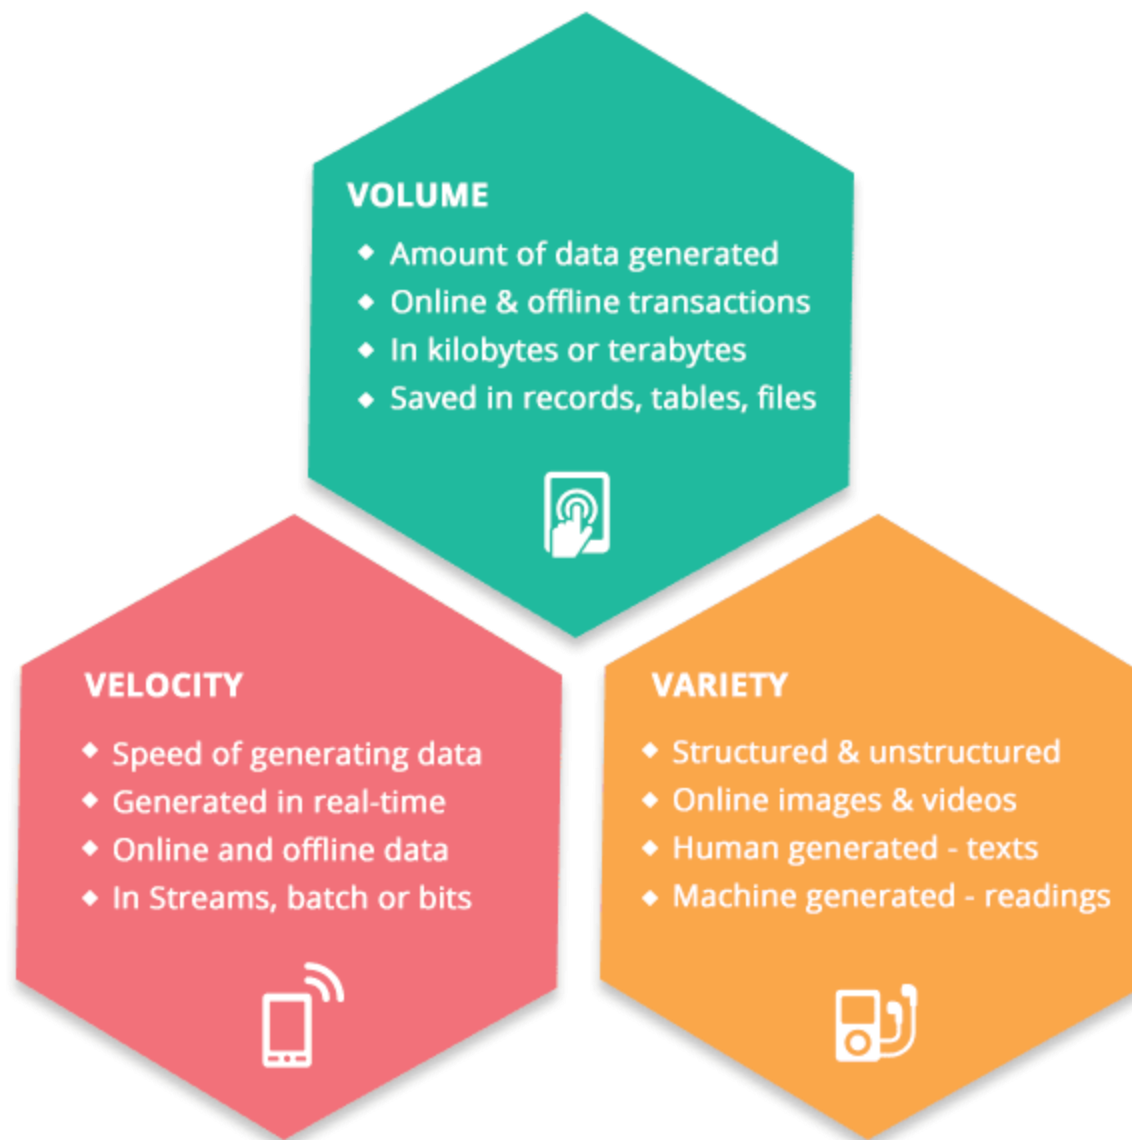 VOLUME
◆ Amount of data generated
◆ Online & offline transactions
◆ In kilobytes or terabytes
◆ Saved in records, tables, files
VELOCITY
◆ Speed of generating data
◆ Generated in real-time
◆ Online and offline data
◆ In Streams, batch or bits
VARIETY
◆ Structured & unstructured
◆ Online images & videos
◆ Human generated - texts
◆ Machine generated - readings